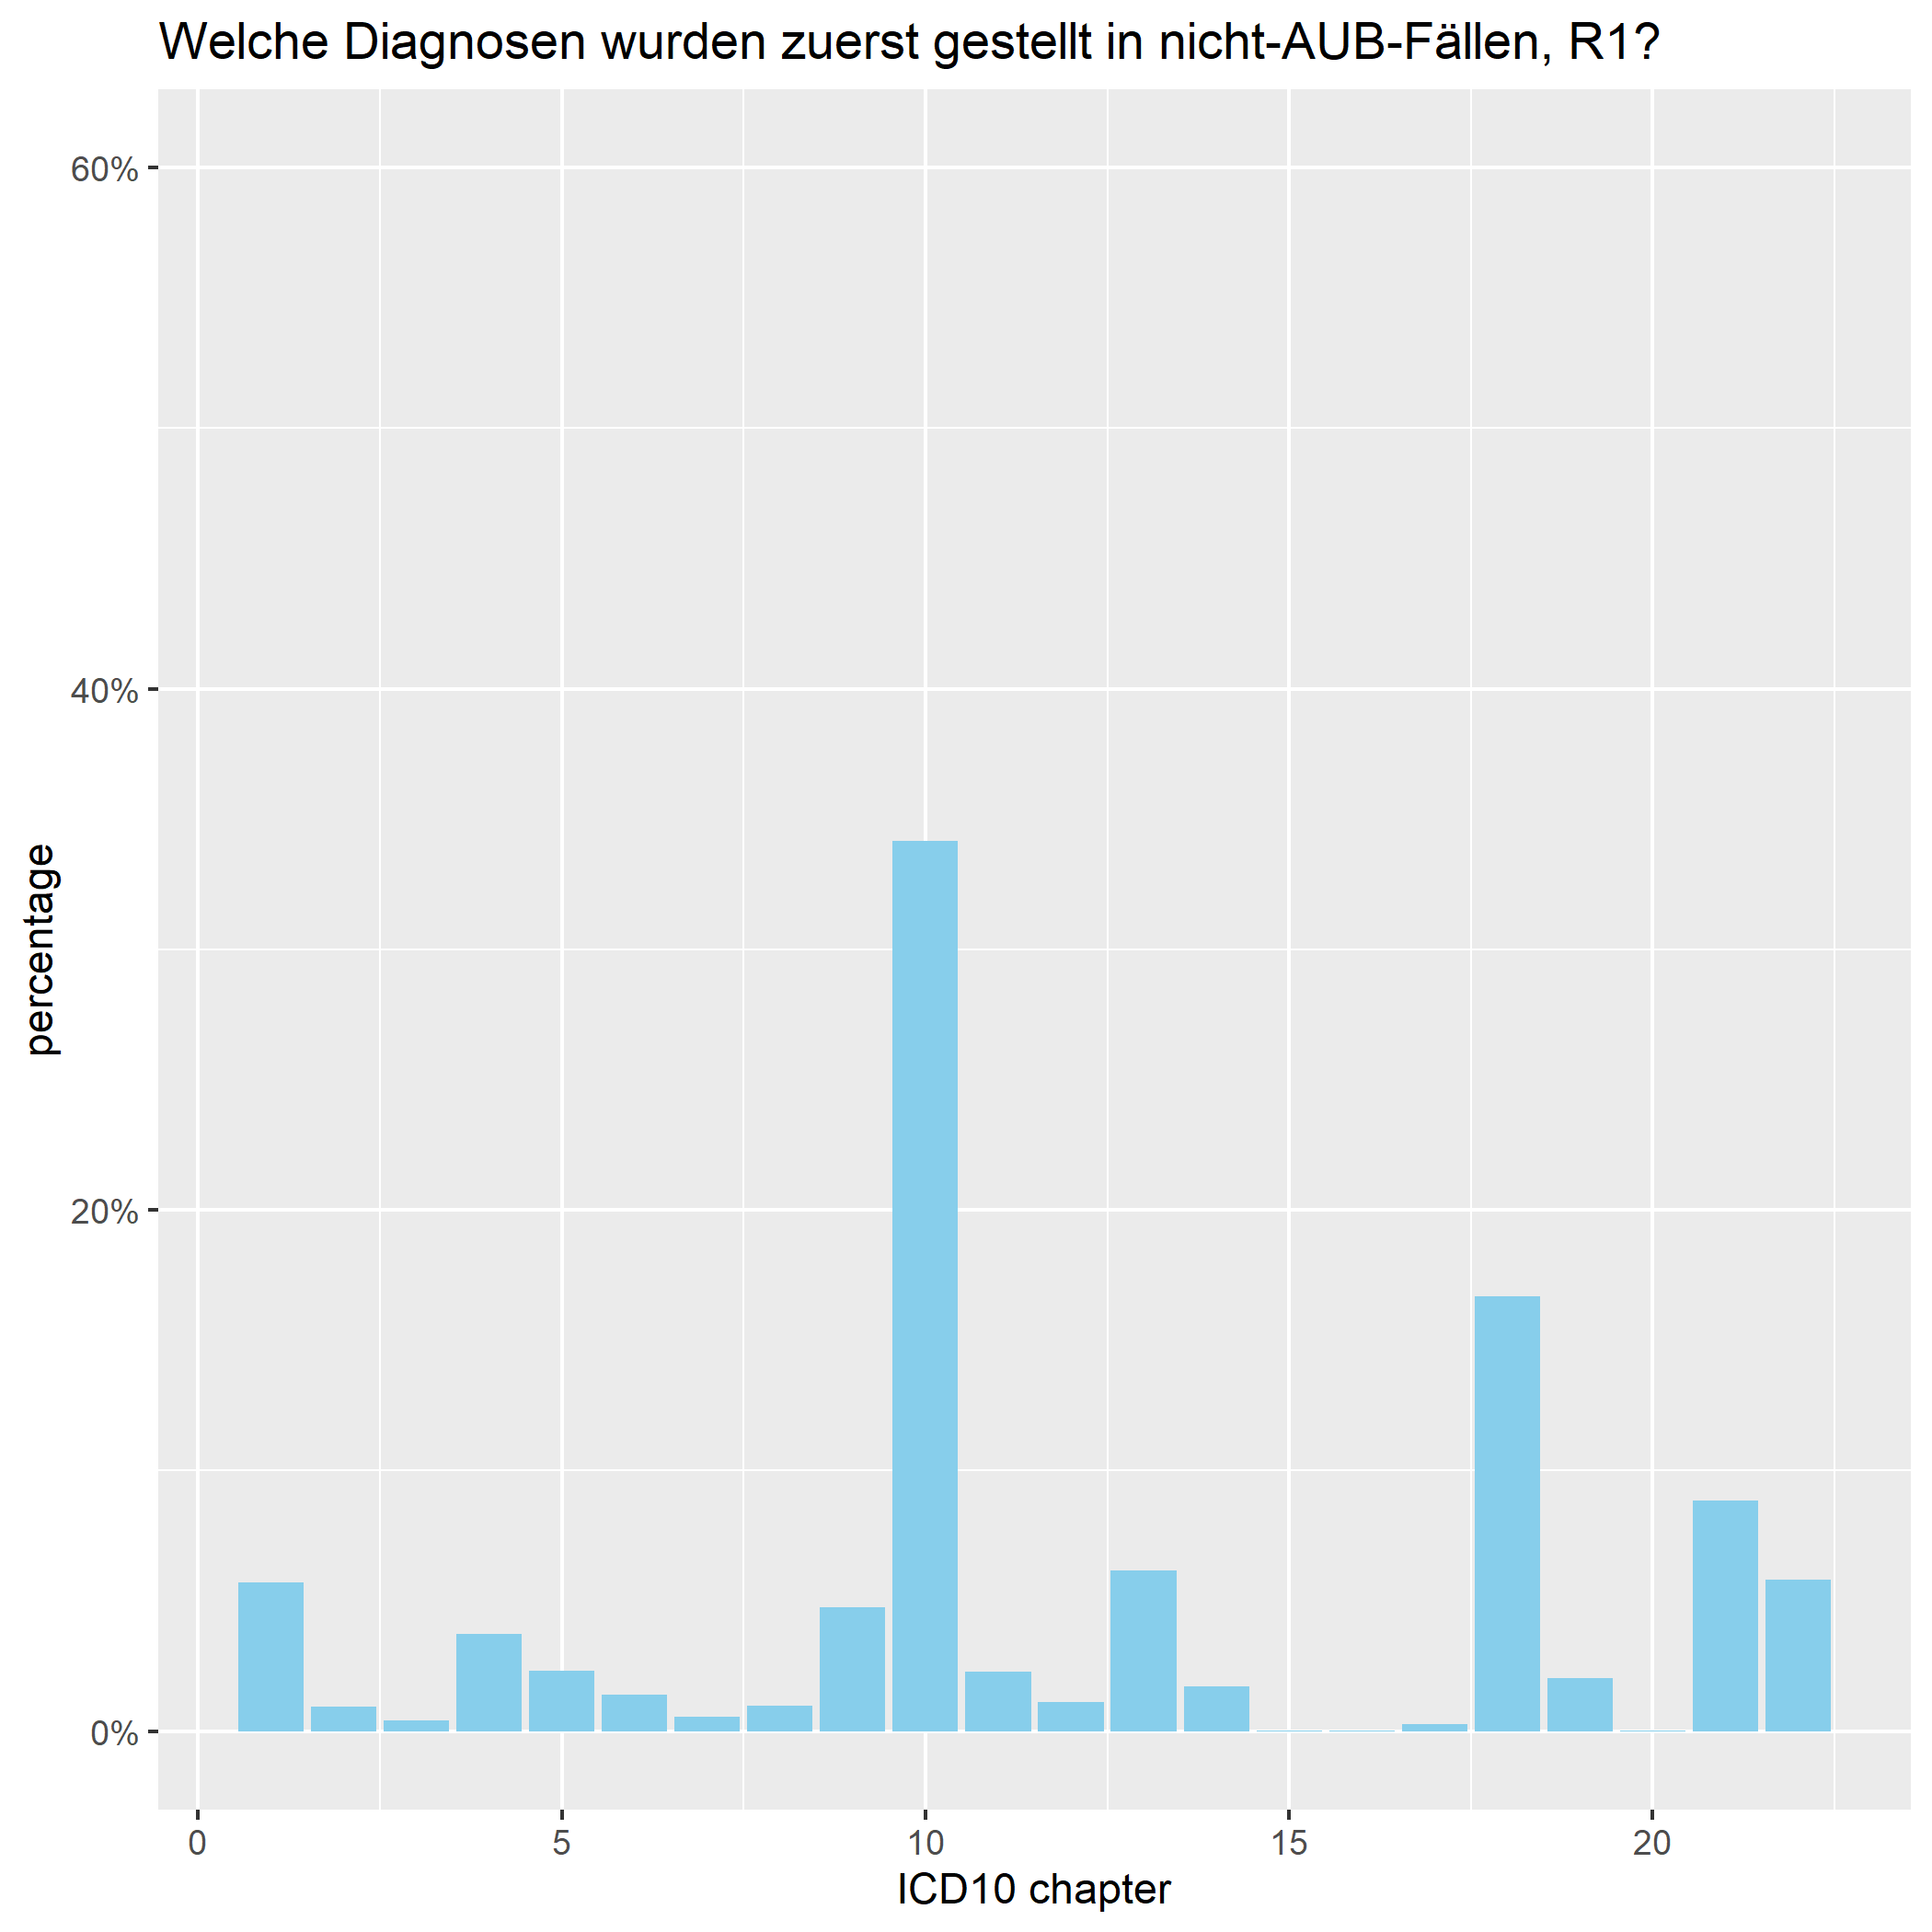 Welche Diagnosen wurden zuerst gestellt in nicht-AUB-Fällen, R1?
60%
40%
20%
0%
percentage
0 5 10 15 20
ICD10 chapter